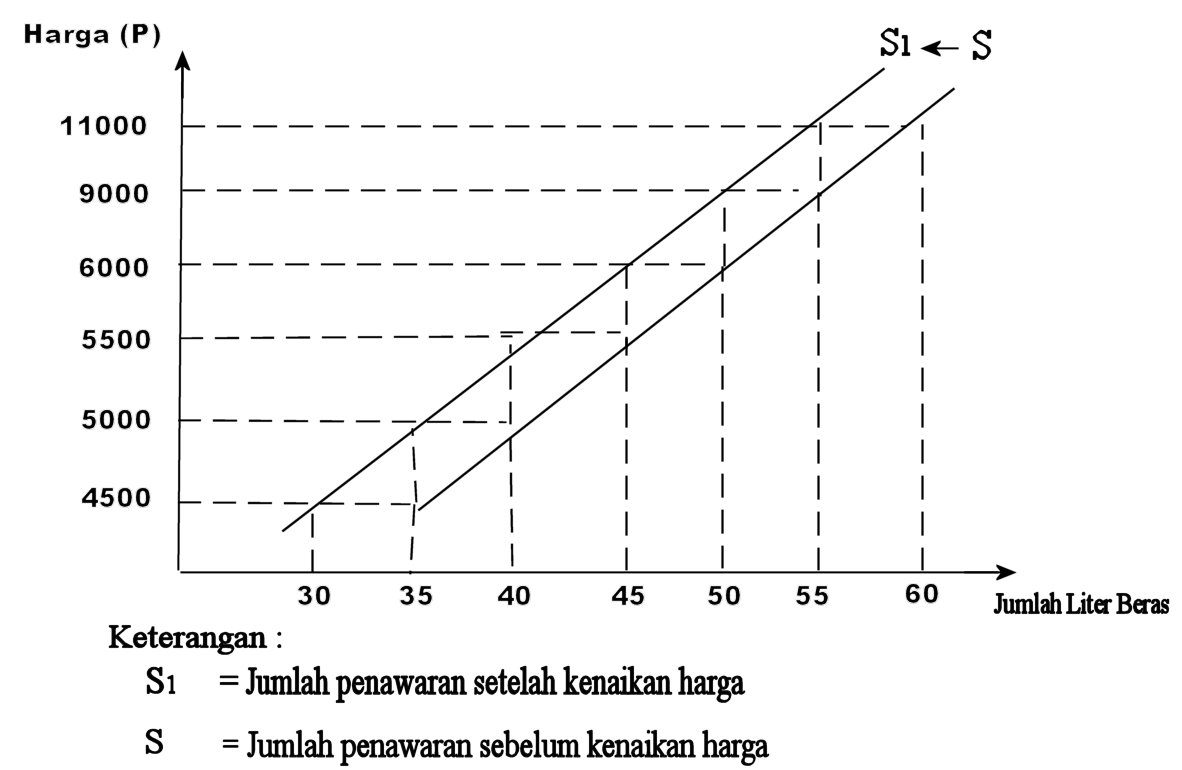 Harga (P)
S1 ← S
11000
9000
6000
5500
5000
4500
30 35 40 45 50 55 60
Jumlah Liter Beras
Keterangan :
S1 = Jumlah penawaran setelah kenaikan harga
S = Jumlah penawaran sebelum kenaikan harga